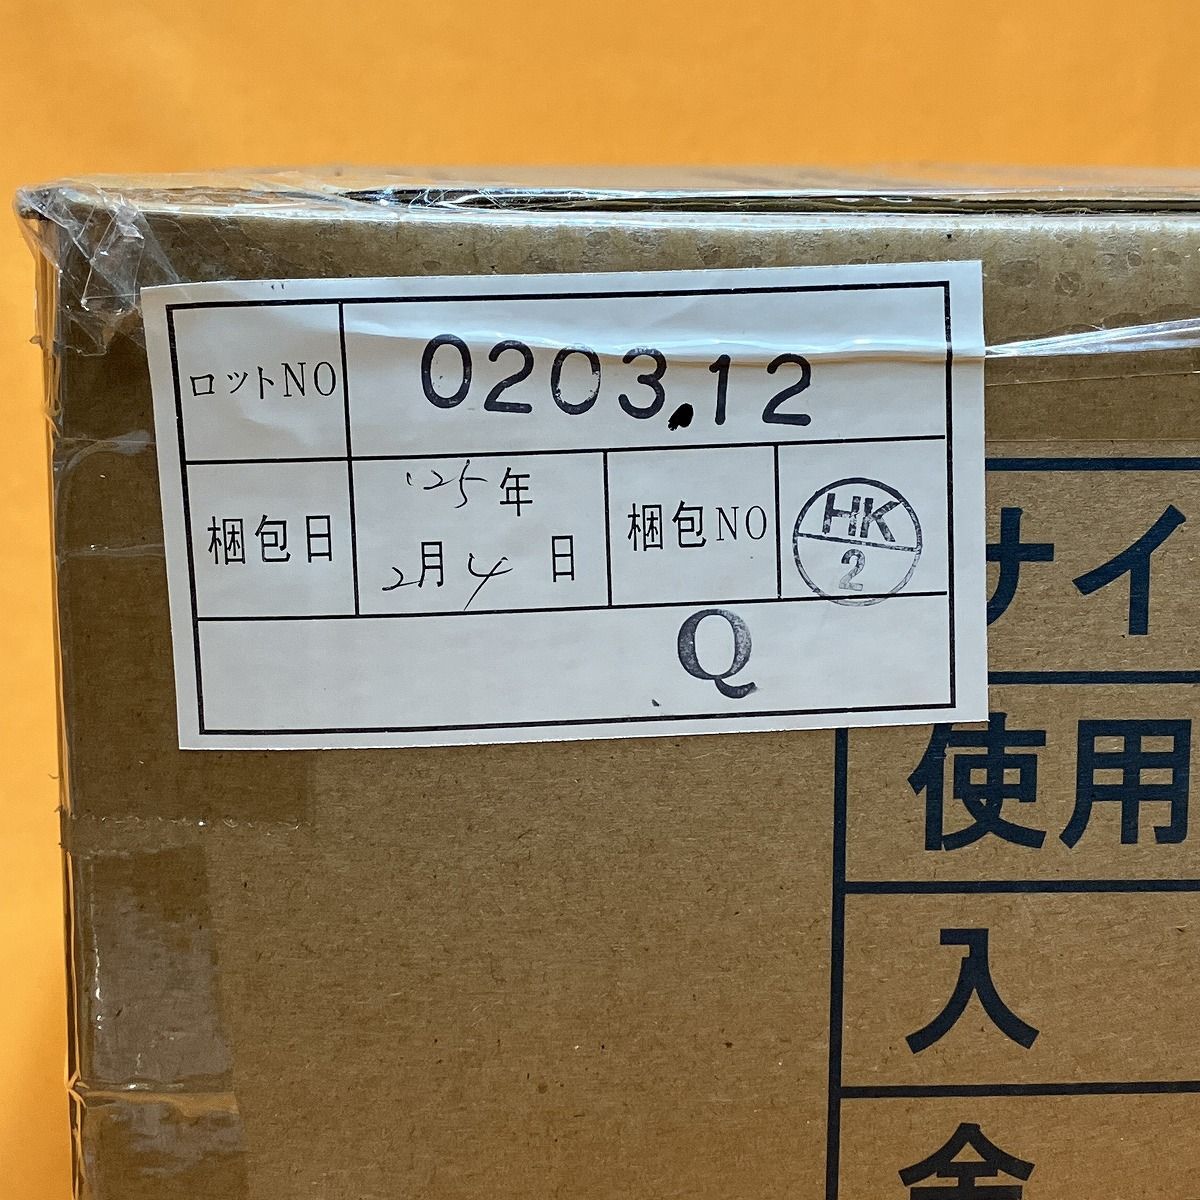 ロットNO 0203.12
梱包日 '25年 2月4日 梱包NO HK 2
Q
サイ
使用
入